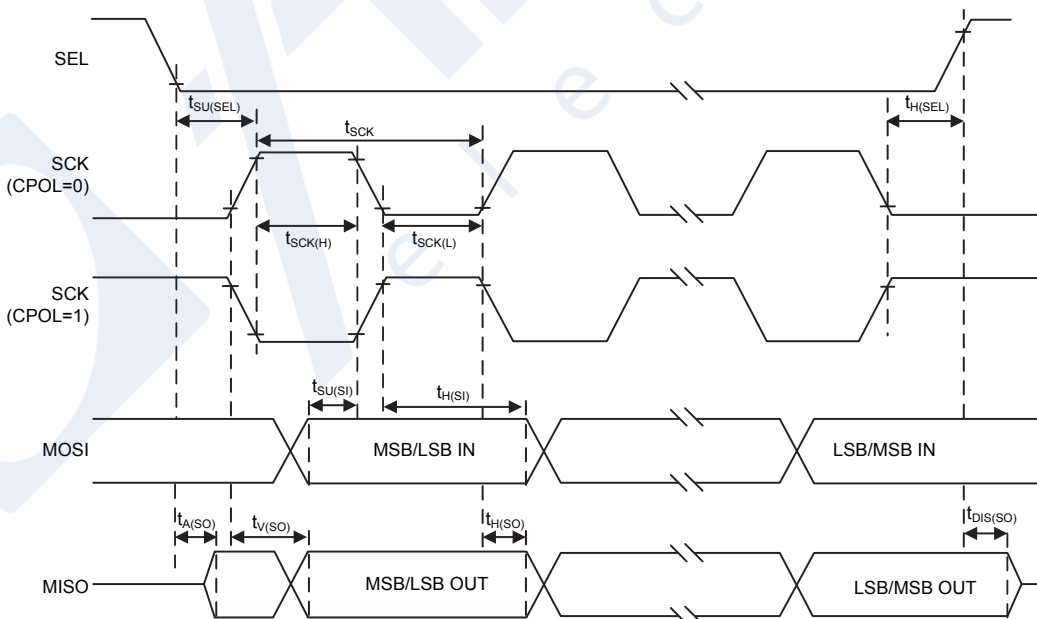 SEL
tSU(SEL)
tH(SEL)
tSCK
SCK
(CPOL=0)
tSCK(H)
tSCK(L)
SCK
(CPOL=1)
tSU(SI)
tH(SI)
MOSI
MSB/LSB IN
LSB/MSB IN
tA(SO)
tV(SO)
tH(SO)
tDIS(SO)
MISO
MSB/LSB OUT
LSB/MSB OUT